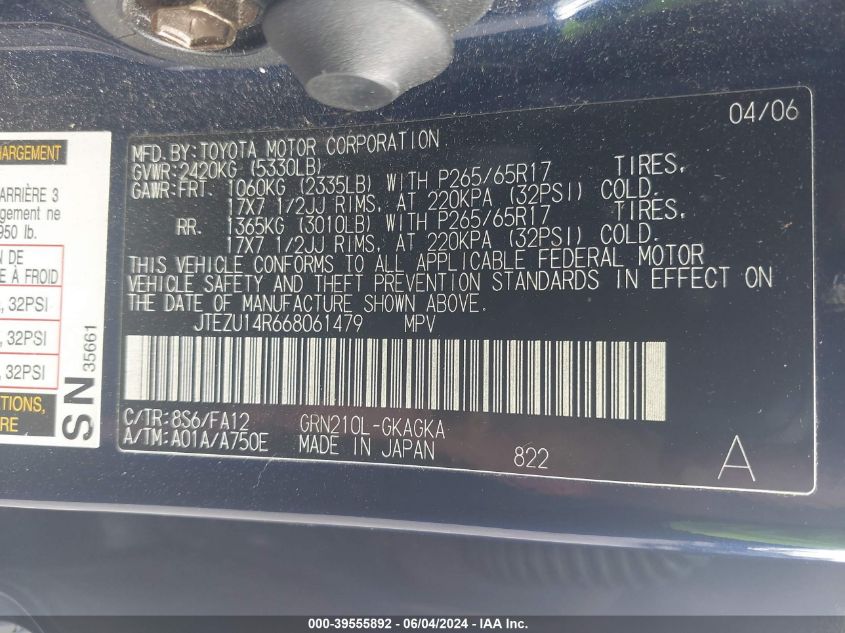 04/06
MFD. BY: TOYOTA MOTOR CORPORATION
GVWR: 2420KG (5330LB)
GAWR: FRT. 1060KG (2335LB) WITH P265/65R17 TIRES,
17X7 1/2JJ RIMS, AT 220KPA (32PSI) COLD.
RR. 1365KG (3010LB) WITH P265/65R17 TIRES,
17X7 1/2JJ RIMS, AT 220KPA (32PSI) COLD.
THIS VEHICLE CONFORMS TO ALL APPLICABLE FEDERAL MOTOR
VEHICLE SAFETY AND THEFT PREVENTION STANDARDS IN EFFECT ON
THE DATE OF MANUFACTURE SHOWN ABOVE.
JTEZU14R668061479 MPV
C/TR: 8S6/FA12 GRN210L-GKAGKA
A/TM: A01A/A750E MADE IN JAPAN
822
A
ARRIÈRE 3
gement ne
950 lb.
DE
À FROID
32PSI
32PSI
32PSI
SN 35661
000-39555892 - 06/04/2024 - IAA Inc.